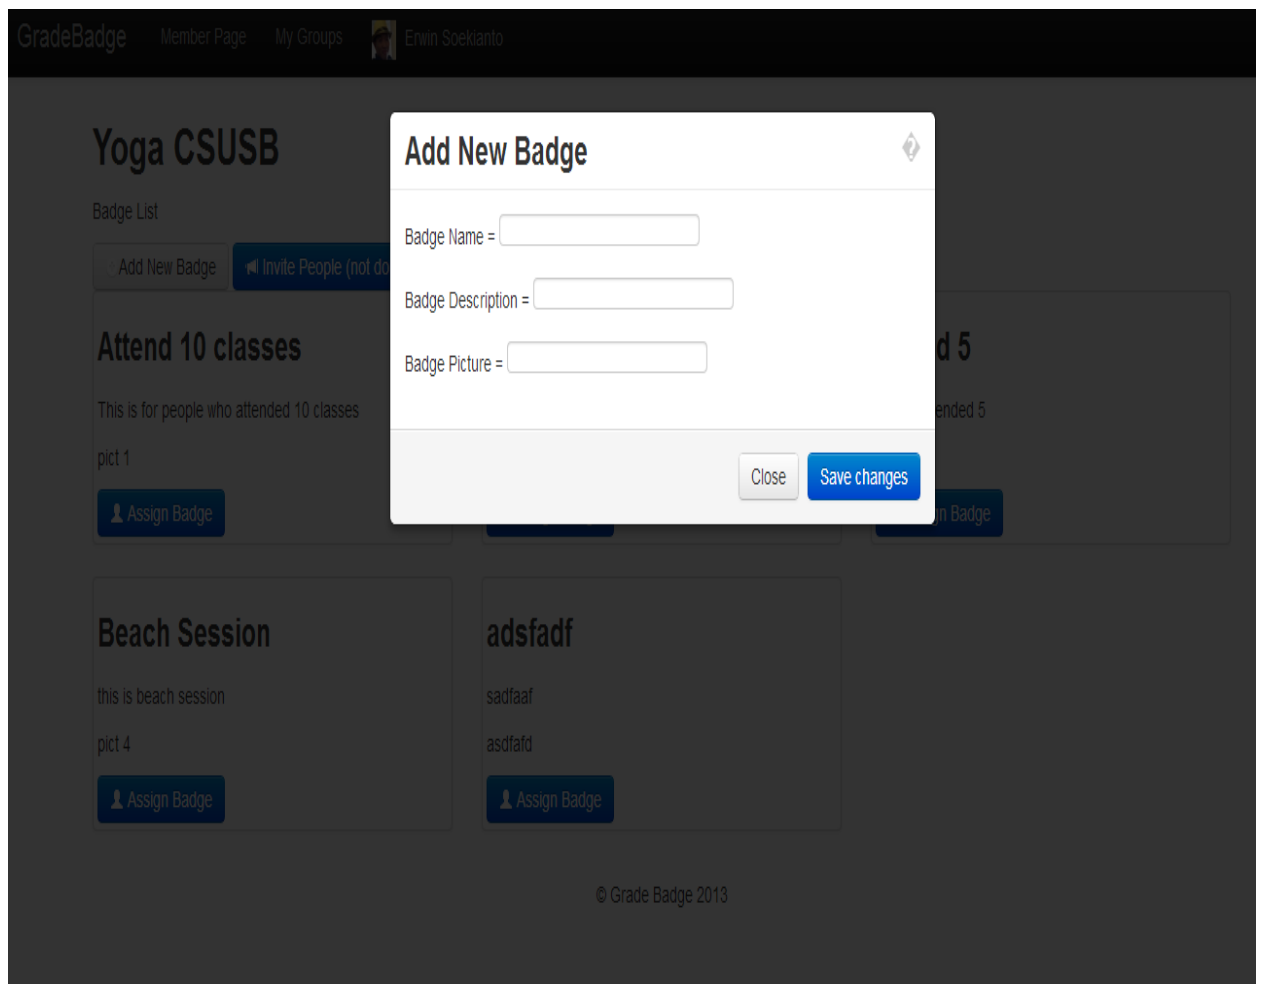 GradeBadge Member Page My Groups Erwin Soekianto
Yoga CSUSB
Badge List
Add New Badge Invite People (not do
Add New Badge
Badge Name =
Badge Description =
Badge Picture =
Close Save changes
Attend 10 classes
This is for people who attended 10 classes
pict 1
Assign Badge
d 5
ended 5
n Badge
Beach Session
this is beach session
pict 4
Assign Badge
adsfadf
sadfaaf
asdfafd
Assign Badge
© Grade Badge 2013